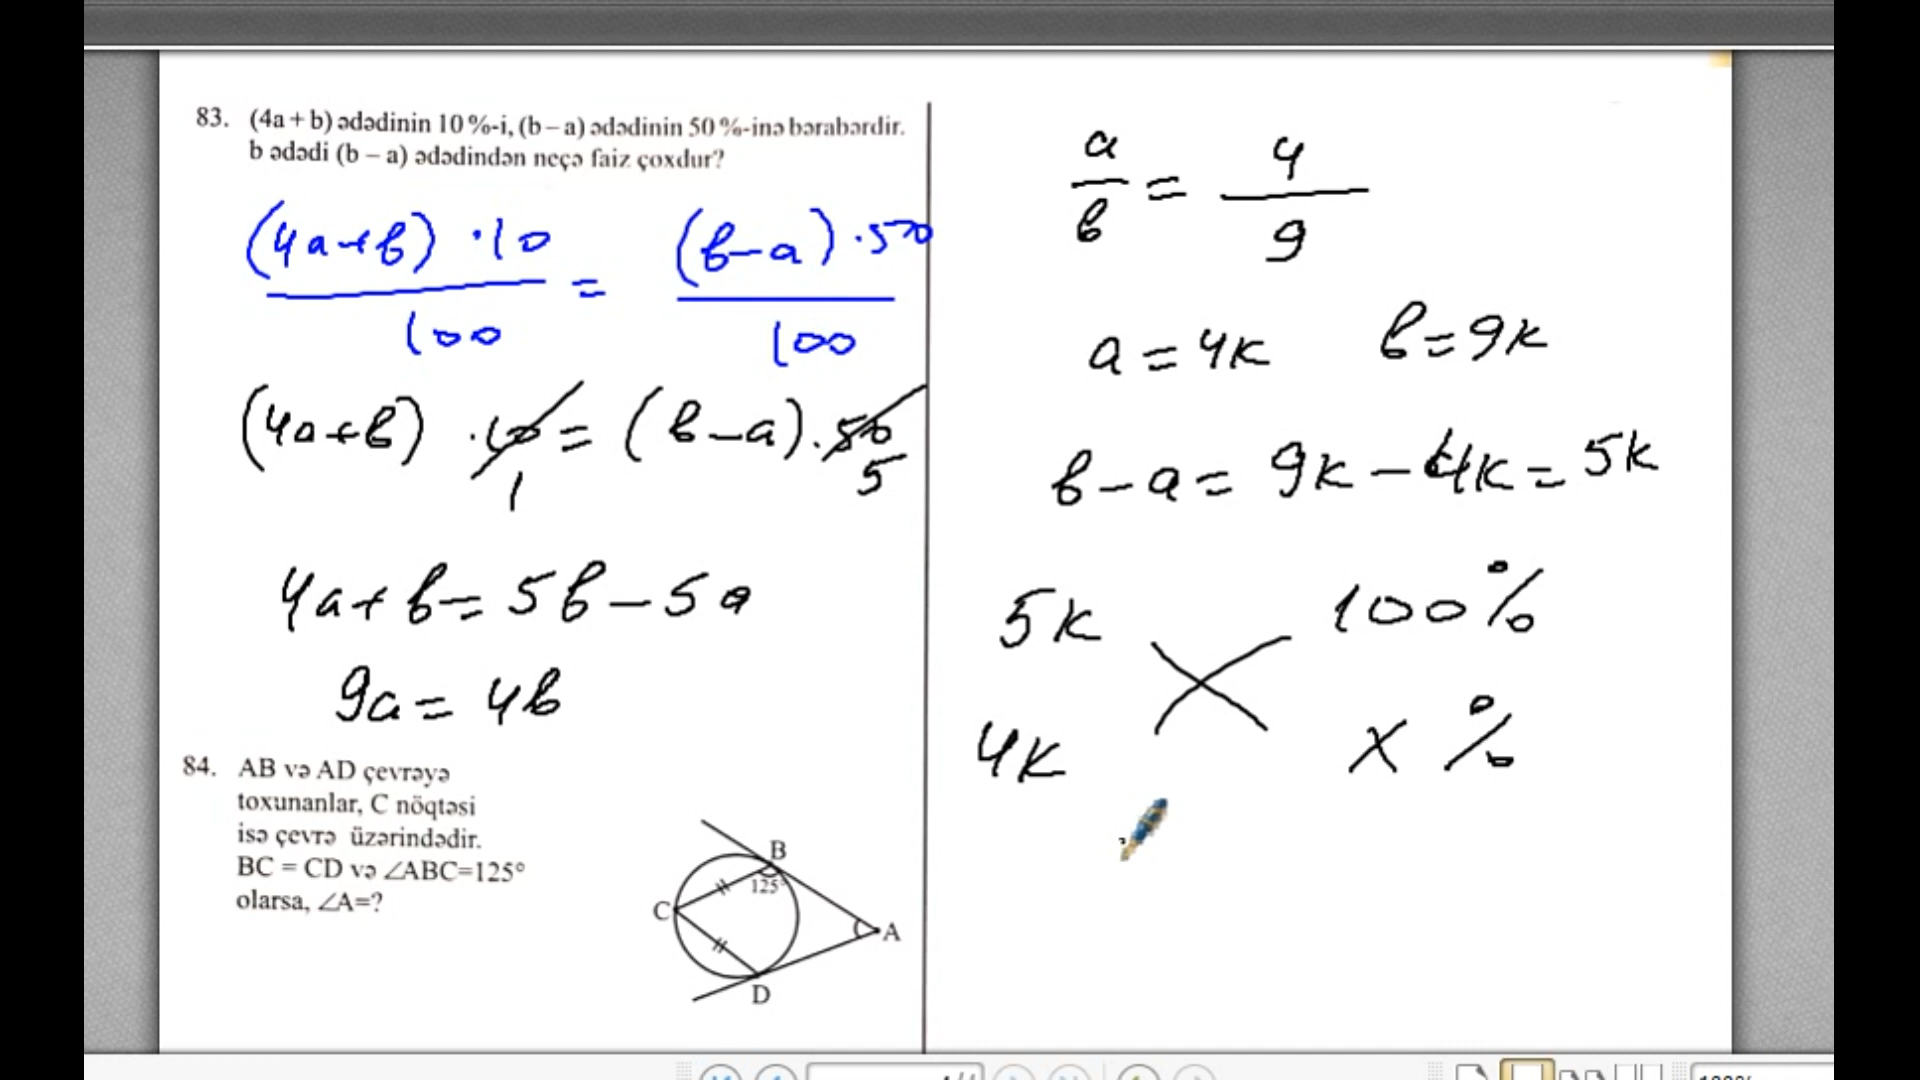 83. (4a + b) ədədinin 10 %-i, (b – a) ədədinin 50 %-inə bərabərdir.
b ədədi (b – a) ədədindən neçə faiz çoxdur?
(4a+b) · 10 / 100 = (b-a) · 50 / 100
(4a+b) · 10 = (b-a) · 50
1 5
4a+b = 5b-5a
9a = 4b
84. AB və AD çevrəyə
toxunanlar, C nöqtəsi
isə çevrə üzərindədir.
BC = CD və ∠ABC=125°
olarsa, ∠A=?
B
125°
C
A
D
a/b = 4/9
a = 4k b = 9k
b-a = 9k-4k = 5k
5k 100%
4k x %